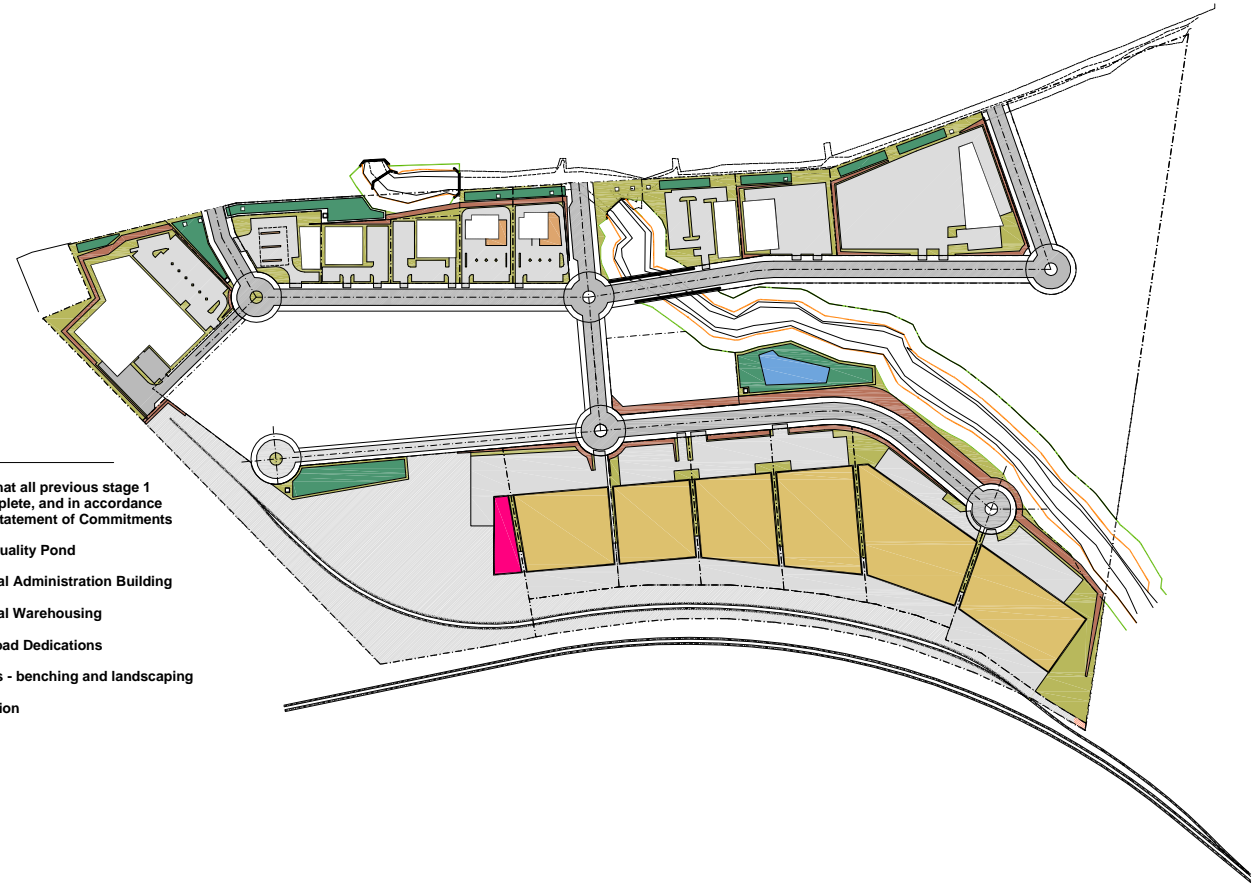 hat all previous stage 1
plete, and in accordance
tatement of Commitments
uality Pond
al Administration Building
al Warehousing
oad Dedications
s - benching and landscaping
ion